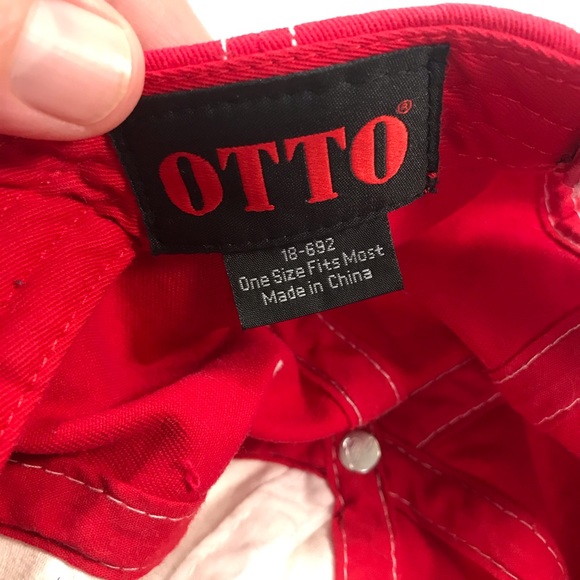 OTTO®
18-692
One Size Fits Most
Made in China